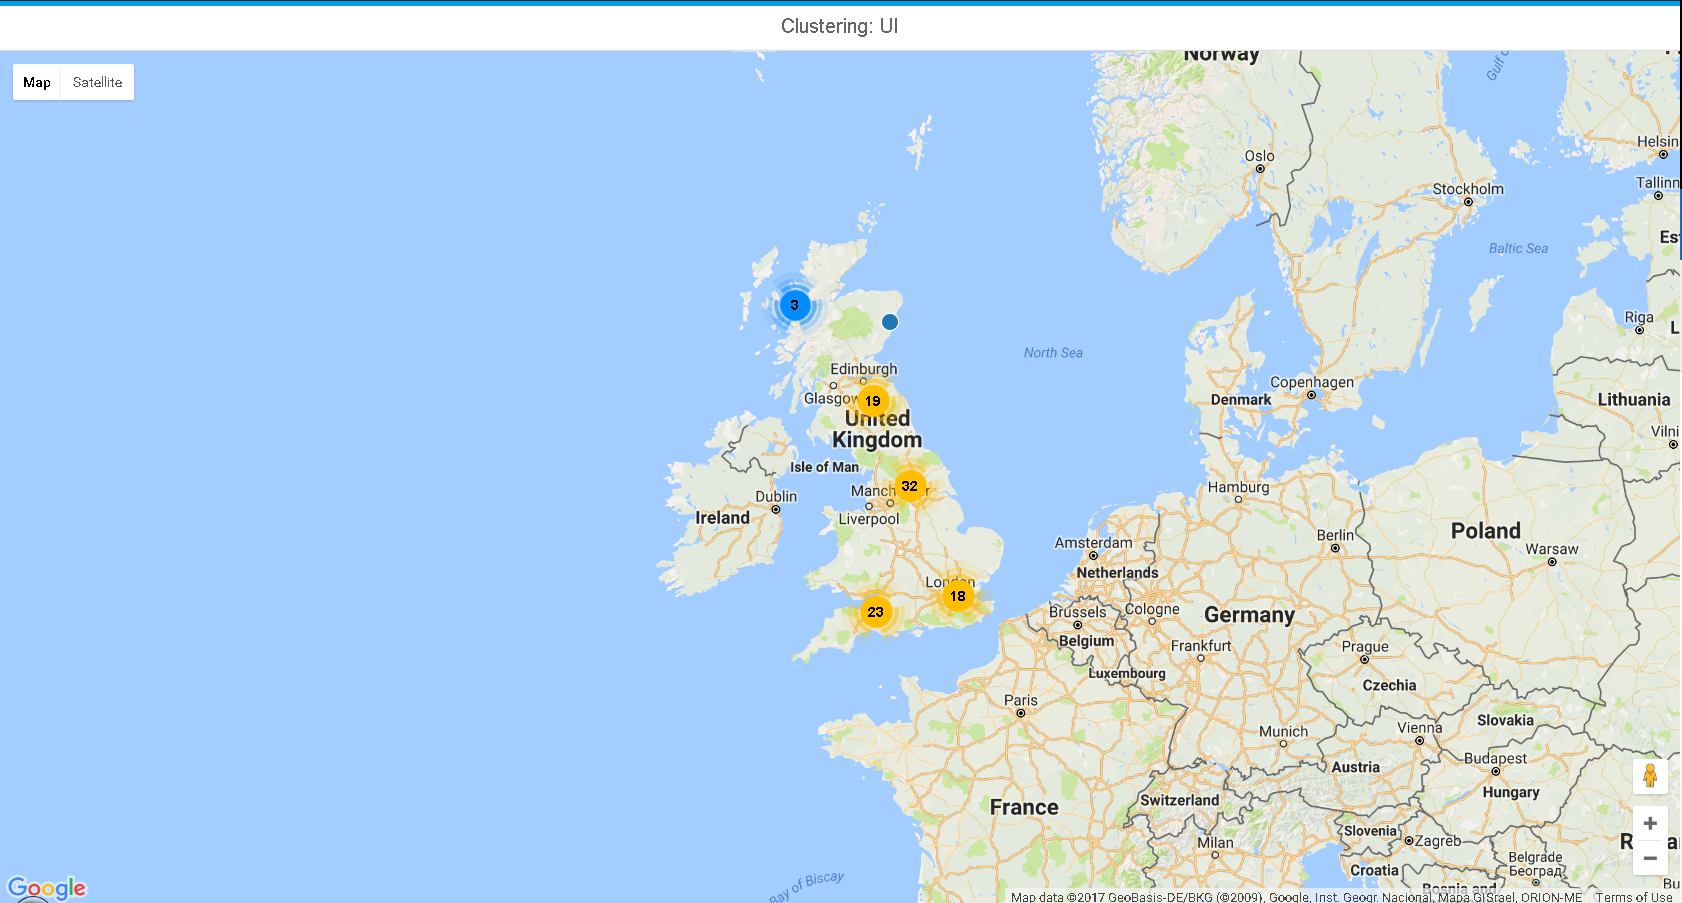 Clustering: UI
Map
Satellite
Norway
Gulf
Oslo
Helsin
Stockholm
Tallinn
Es
Baltic Sea
3
Riga
L
North Sea
Edinburgh
Glasgow
19
United
Kingdom
Copenhagen
Denmark
Lithuania
Vilni
Isle of Man
32
Manch
Liverpool
Dublin
Ireland
Hamburg
Poland
Berlin
Warsaw
Amsterdam
Netherlands
London
18
23
Brussels
Belgium
Cologne
Germany
Frankfurt
Luxembourg
Prague
Czechia
Paris
Slovakia
Munich
Vienna
Austria
Budapest
Hungary
France
Switzerland
Slovenia
Zagreb
Milan
Croatia
Belgrade
Београд
Bosnia and
Bu
Bay of Biscay
Google
Map data ©2017 GeoBasis-DE/BKG (©2009), Google, Inst. Geogr. Nacional, Mapa GISrael, ORION-ME
Terms of Use